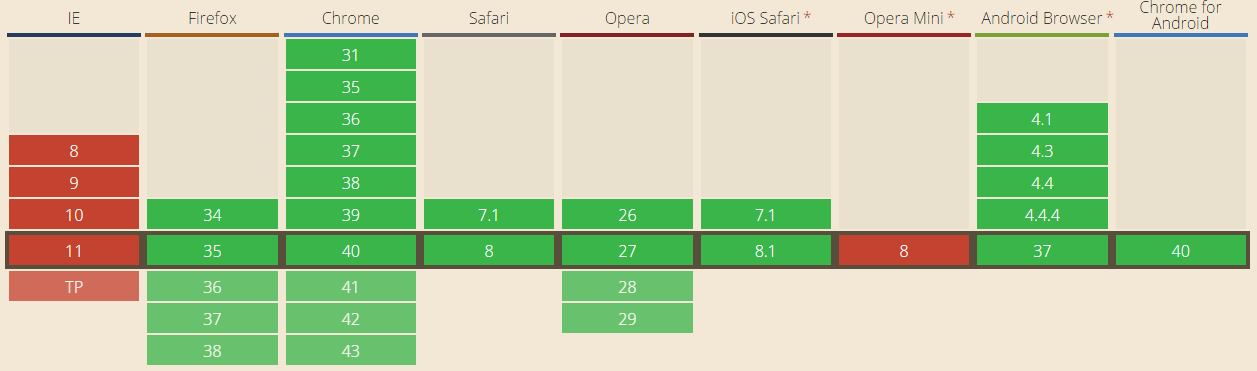 IE Firefox Chrome Safari Opera iOS Safari * Opera Mini * Android Browser * Chrome for Android
31
35
36 4.1
8 37 4.3
9 38 4.4
10 34 39 7.1 26 7.1 4.4.4
11 35 40 8 27 8.1 8 37 40
TP 36 41 28
37 42 29
38 43